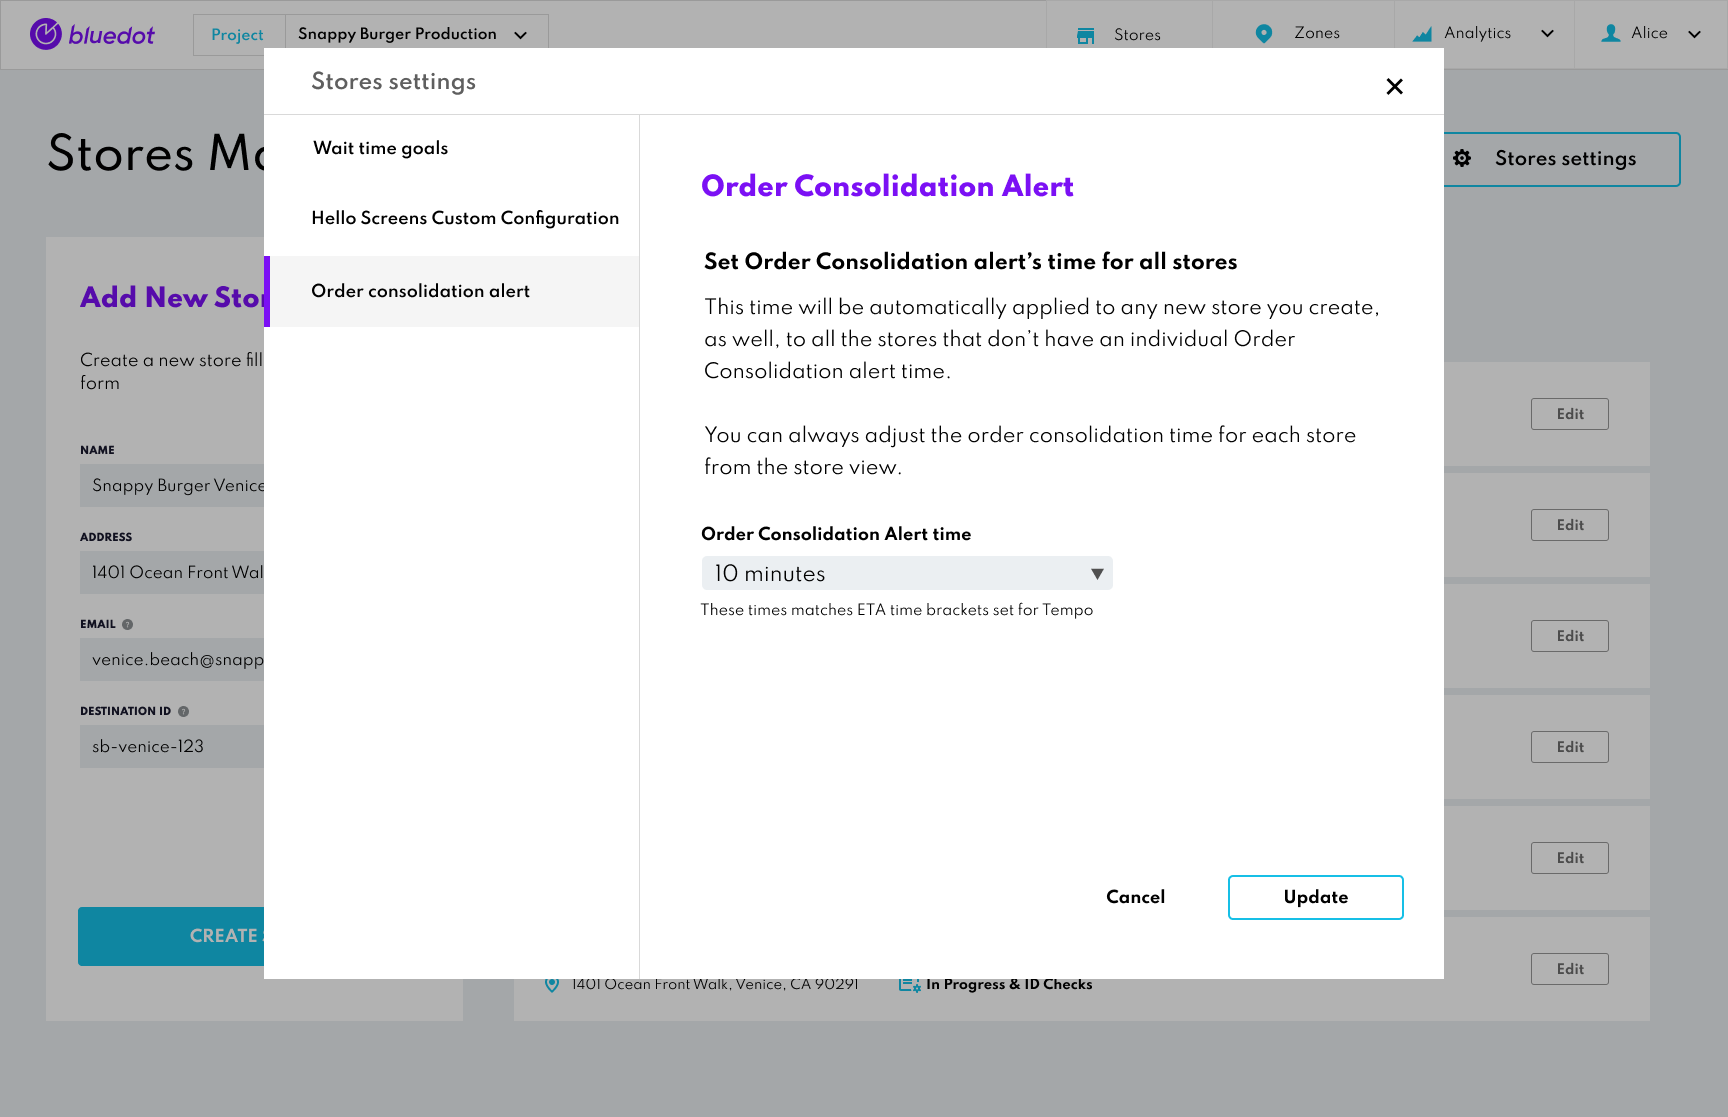 bluedot
Project
Snappy Burger Production
Stores
Zones
Analytics
Alice
Stores settings
Stores
Stores settings
Wait time goals
Hello Screens Custom Configuration
Order consolidation alert
Order Consolidation Alert
Set Order Consolidation alert’s time for all stores
This time will be automatically applied to any new store you create,
as well, to all the stores that don’t have an individual Order
Consolidation alert time.
You can always adjust the order consolidation time for each store
from the store view.
Order Consolidation Alert time
10 minutes
These times matches ETA time brackets set for Tempo
Cancel
Update
Add New
Create a new store
form
NAME
Snappy Burger Venice
ADDRESS
1401 Ocean Front
EMAIL
venice.beach@snapp
DESTINATION ID
sb-venice-123
CREATE
Edit
Edit
Edit
Edit
Edit
1401 Ocean Front Walk, Venice, CA 90291
In Progress & ID Checks
Edit